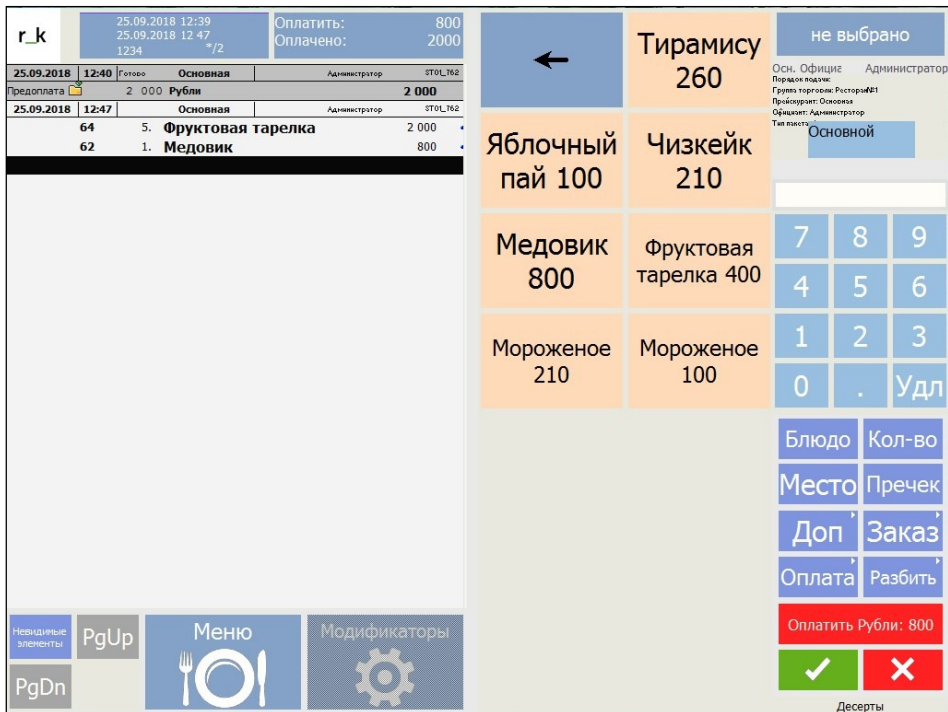 r_k
25.09.2018 12:39
25.09.2018 12 47
1234 */2
Оплатить: 800
Оплачено: 2000
25.09.2018 12:40 Готово Основная Администратор ST01_T62
Предоплата 2 000 Рубли 2 000
25.09.2018 12:47 Основная Администратор ST01_T62
64 5. Фруктовая тарелка 2 000
62 1. Медовик 800
Невидимые
элементы
PgUp
PgDn
Меню
Модификаторы
Тирамису
260
Яблочный
пай 100
Чизкейк
210
Медовик
800
Фруктовая
тарелка 400
Мороженое
210
Мороженое
100
не выбрано
Осн. Официе Администратор
Порядок подачи:
Группа торговли: Ресторан№1
Прейскурант: Основная
Официант: Администратор
Тип пакета:
Основной
7 8 9
4 5 6
1 2 3
0 . Удл
Блюдо Кол-во
Место Пречек
Доп Заказ
Оплата Разбить
Оплатить Рубли: 800
Десерты